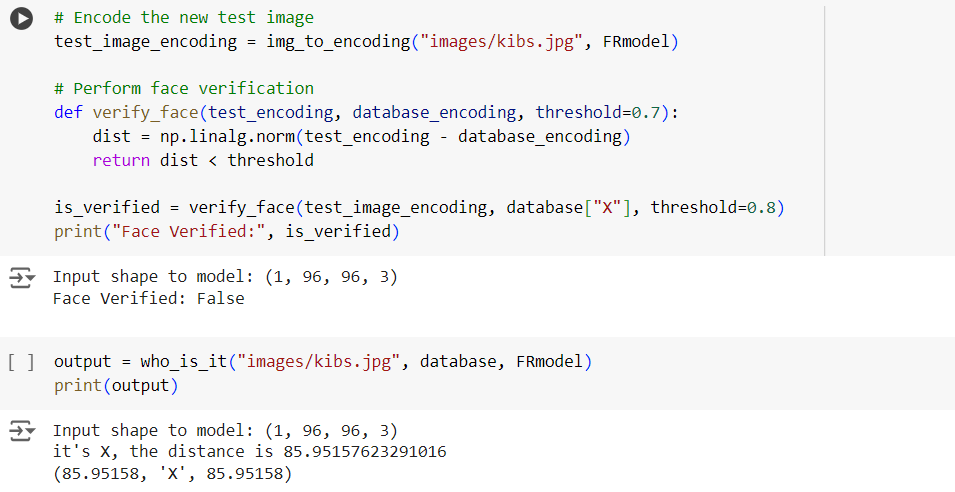 # Encode the new test image
test_image_encoding = img_to_encoding("images/kibs.jpg", FRmodel)
# Perform face verification
def verify_face(test_encoding, database_encoding, threshold=0.7):
    dist = np.linalg.norm(test_encoding - database_encoding)
    return dist < threshold
is_verified = verify_face(test_image_encoding, database["X"], threshold=0.8)
print("Face Verified:", is_verified)
Input shape to model: (1, 96, 96, 3)
Face Verified: False
[ ] output = who_is_it("images/kibs.jpg", database, FRmodel)
print(output)
Input shape to model: (1, 96, 96, 3)
it's X, the distance is 85.95157623291016
(85.95158, 'X', 85.95158)